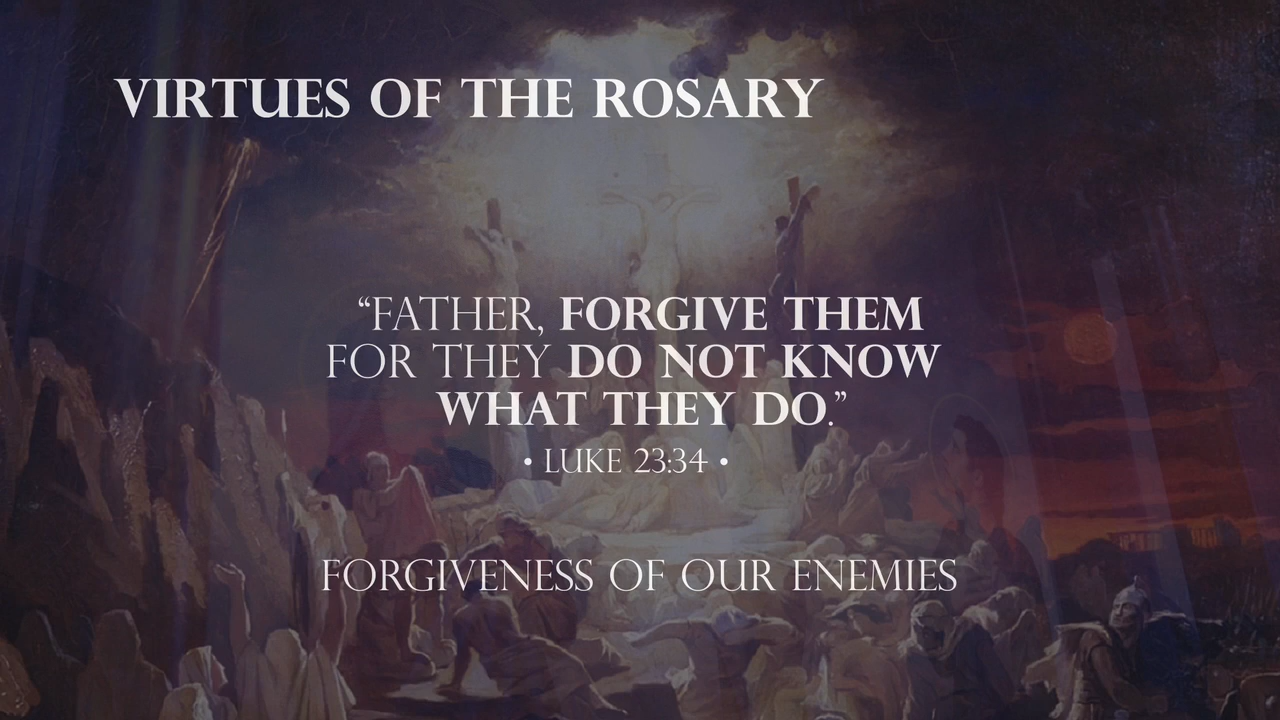 VIRTUES OF THE ROSARY
“FATHER, FORGIVE THEM
FOR THEY DO NOT KNOW
WHAT THEY DO.”
• LUKE 23:34 •
FORGIVENESS OF OUR ENEMIES